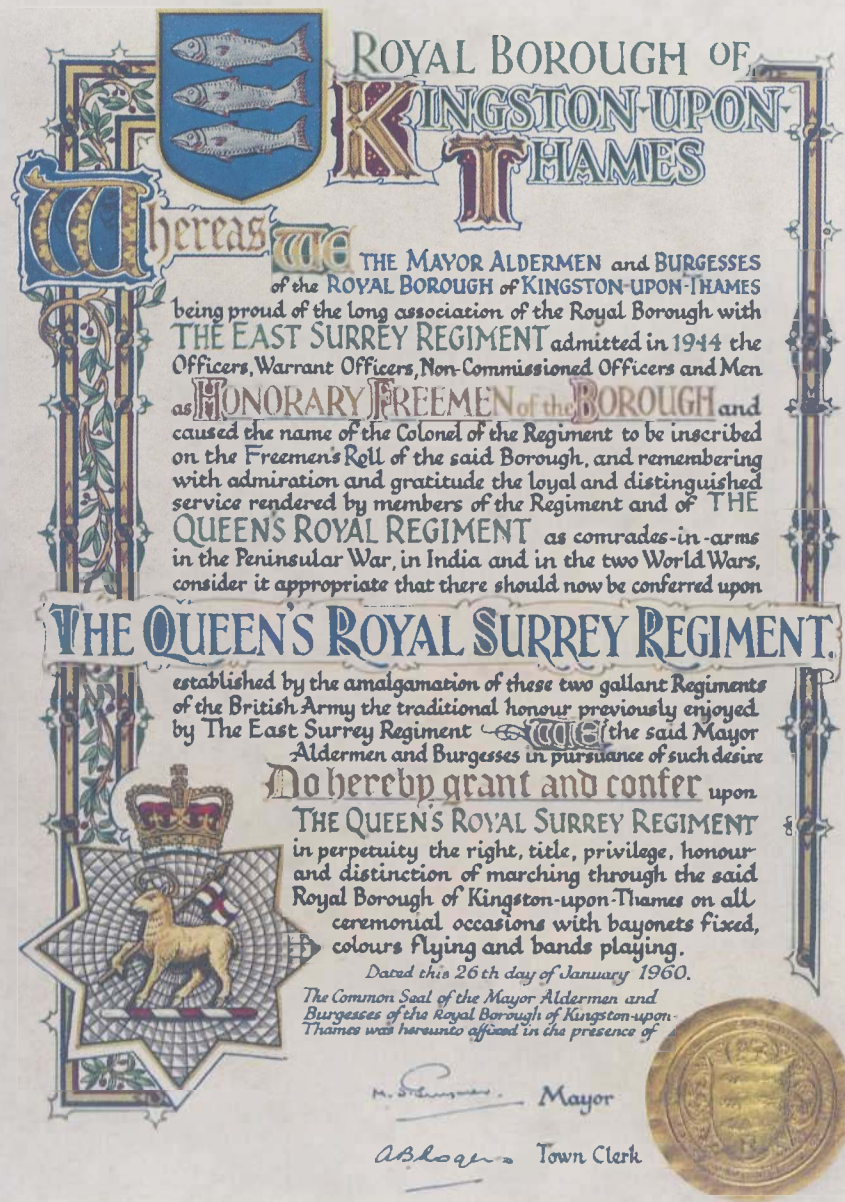 ROYAL BOROUGH OF
KINGSTON-UPON-
THAMES
Whereas WE THE MAYOR ALDERMEN and BURGESSES
of the ROYAL BOROUGH of KINGSTON-UPON-THAMES
being proud of the long association of the Royal Borough with
THE EAST SURREY REGIMENT admitted in 1944 the
Officers, Warrant Officers, Non-Commissioned Officers and Men
as HONORARY FREEMEN of the BOROUGH and
caused the name of the Colonel of the Regiment to be inscribed
on the Freemen's Roll of the said Borough, and remembering
with admiration and gratitude the loyal and distinguished
service rendered by members of the Regiment and of THE
QUEEN'S ROYAL REGIMENT as comrades-in-arms
in the Peninsular War, in India and in the two World Wars,
consider it appropriate that there should now be conferred upon
THE QUEEN'S ROYAL SURREY REGIMENT.
established by the amalgamation of these two gallant Regiments
of the British Army the traditional honour previously enjoyed
by The East Surrey Regiment WE the said Mayor
Aldermen and Burgesses in pursuance of such desire
Do hereby grant and confer upon
THE QUEEN'S ROYAL SURREY REGIMENT
in perpetuity the right, title, privilege, honour
and distinction of marching through the said
Royal Borough of Kingston-upon-Thames on all
ceremonial occasions with bayonets fixed,
colours flying and bands playing.
Dated this 26th day of January 1960.
The Common Seal of the Mayor Aldermen and
Burgesses of the Royal Borough of Kingston-upon-
Thames was hereunto affixed in the presence of
Mayor
ABRogers Town Clerk